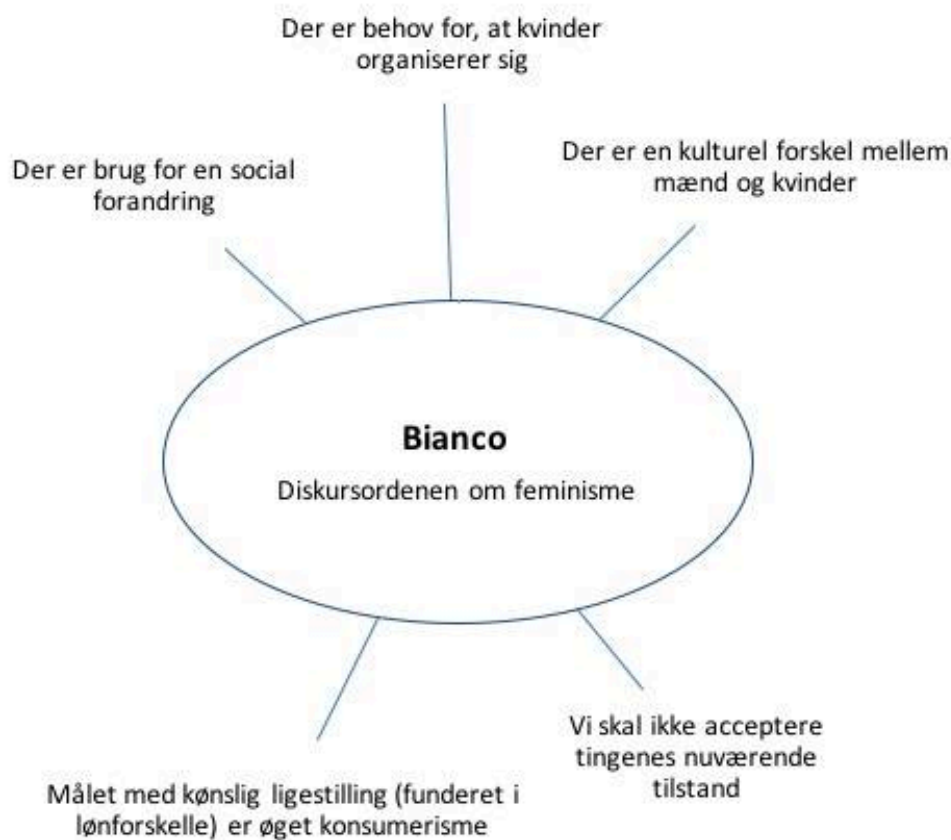 Der er behov for, at kvinder
organiserer sig
Der er brug for en social
forandring
Der er en kulturel forskel mellem
mænd og kvinder
Bianco
Diskursordenen om feminisme
Målet med kønslig ligestilling (funderet i
lønforskelle) er øget konsumerisme
Vi skal ikke acceptere
tingenes nuværende
tilstand